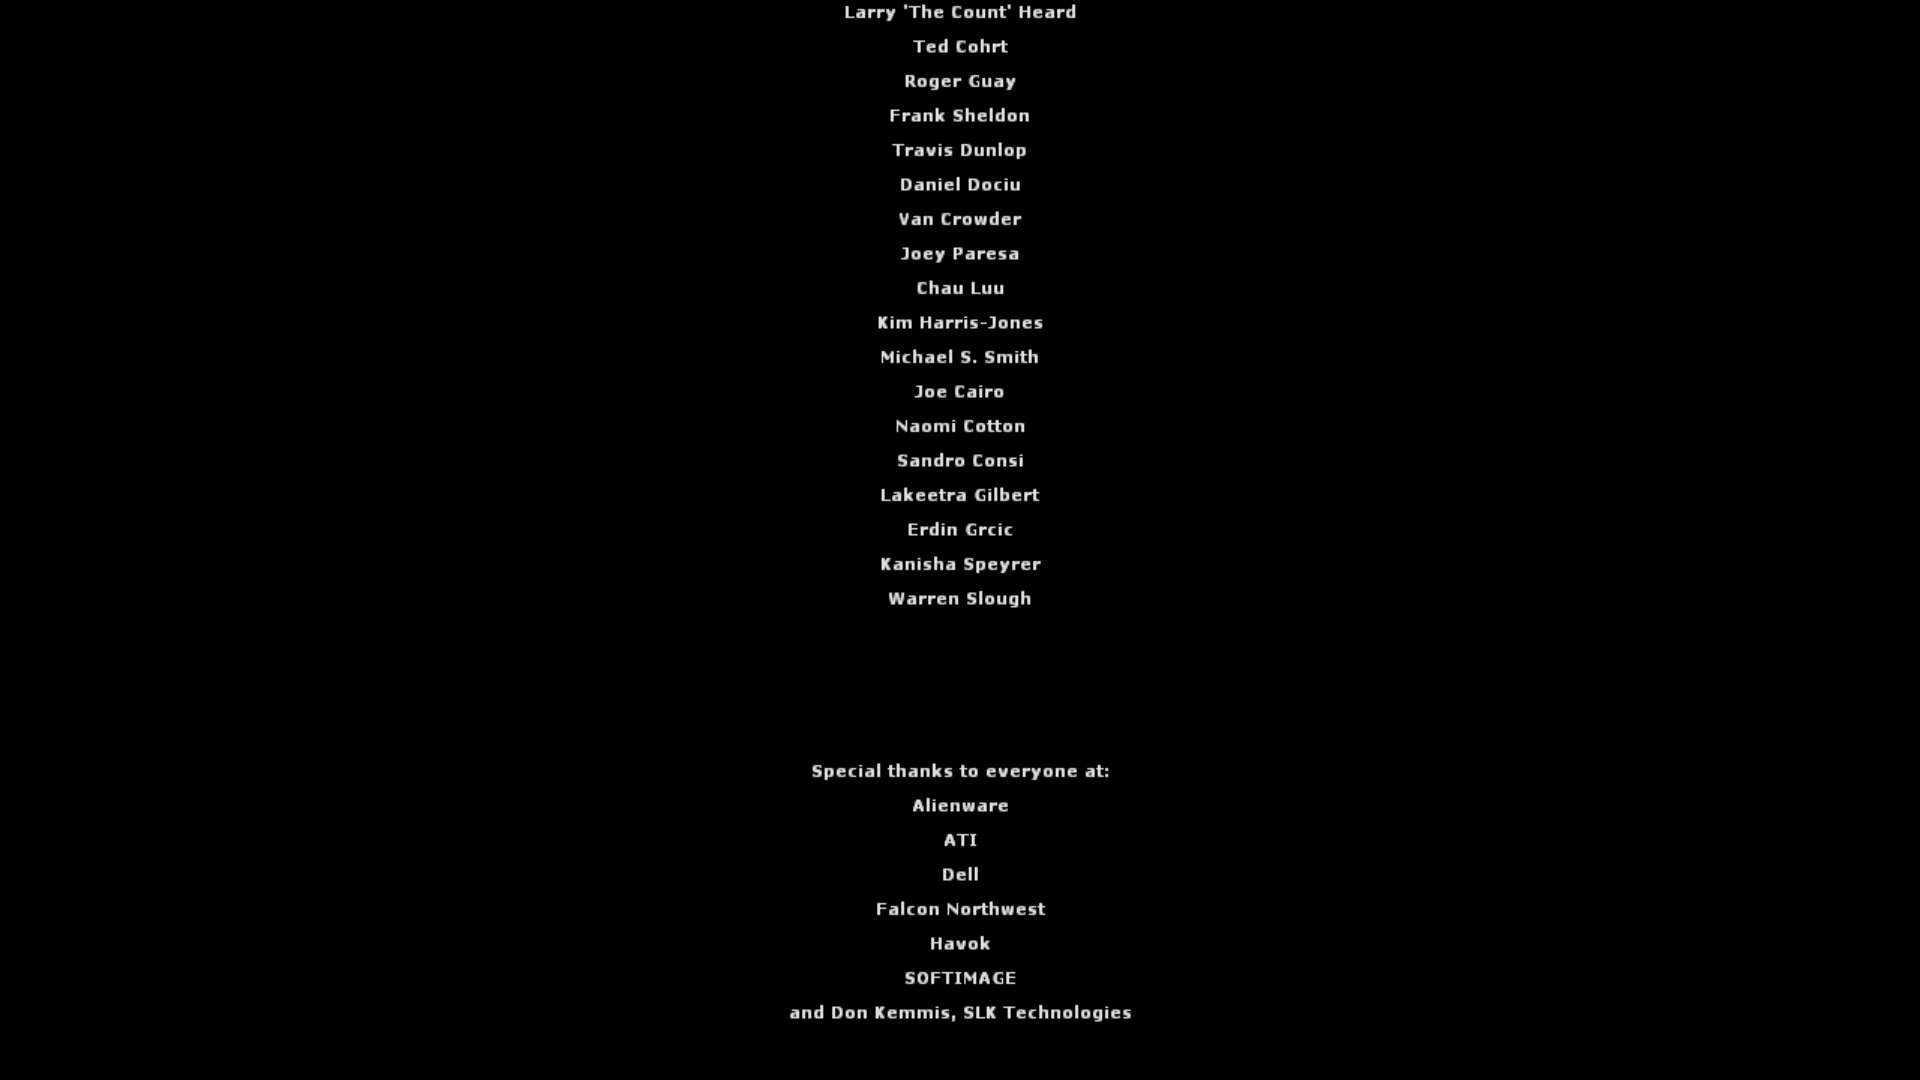 Larry 'The Count' Heard
Ted Cohrt
Roger Guay
Frank Sheldon
Travis Dunlop
Daniel Dociu
Van Crowder
Joey Paresa
Chau Luu
Kim Harris-Jones
Michael S. Smith
Joe Cairo
Naomi Cotton
Sandro Consi
Lakeetra Gilbert
Erdin Grcic
Kanisha Speyrer
Warren Slough
Special thanks to everyone at:
Alienware
ATI
Dell
Falcon Northwest
Havok
SOFTIMAGE
and Don Kemmis, SLK Technologies